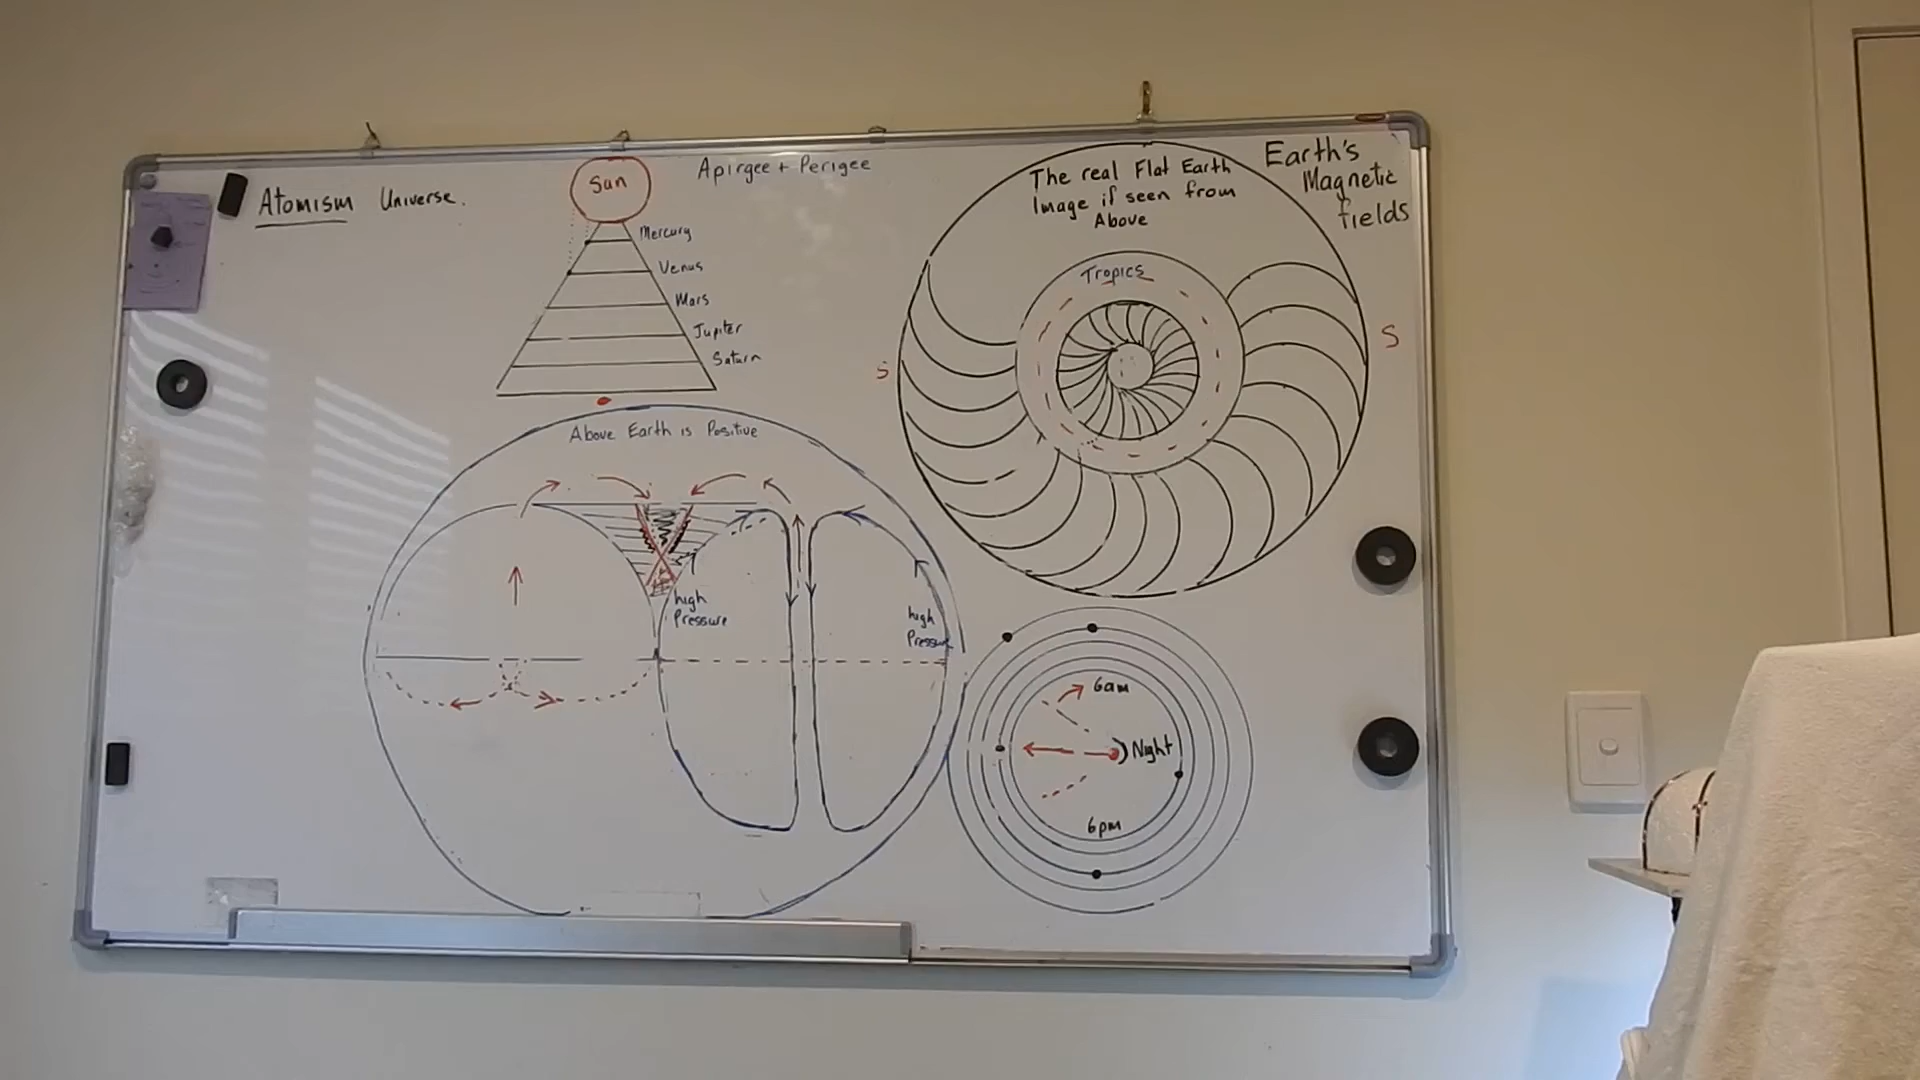 Atomism Universe.
Sun
Apirgee + Perigee
Mercury
Venus
Mars
Jupiter
Saturn
The real Flat Earth
Image if seen from
Above
Earth's
Magnetic
fields
Tropics
S
S
Above Earth is Positive
high
Pressure
high
Pressure
6am
Night
6pm